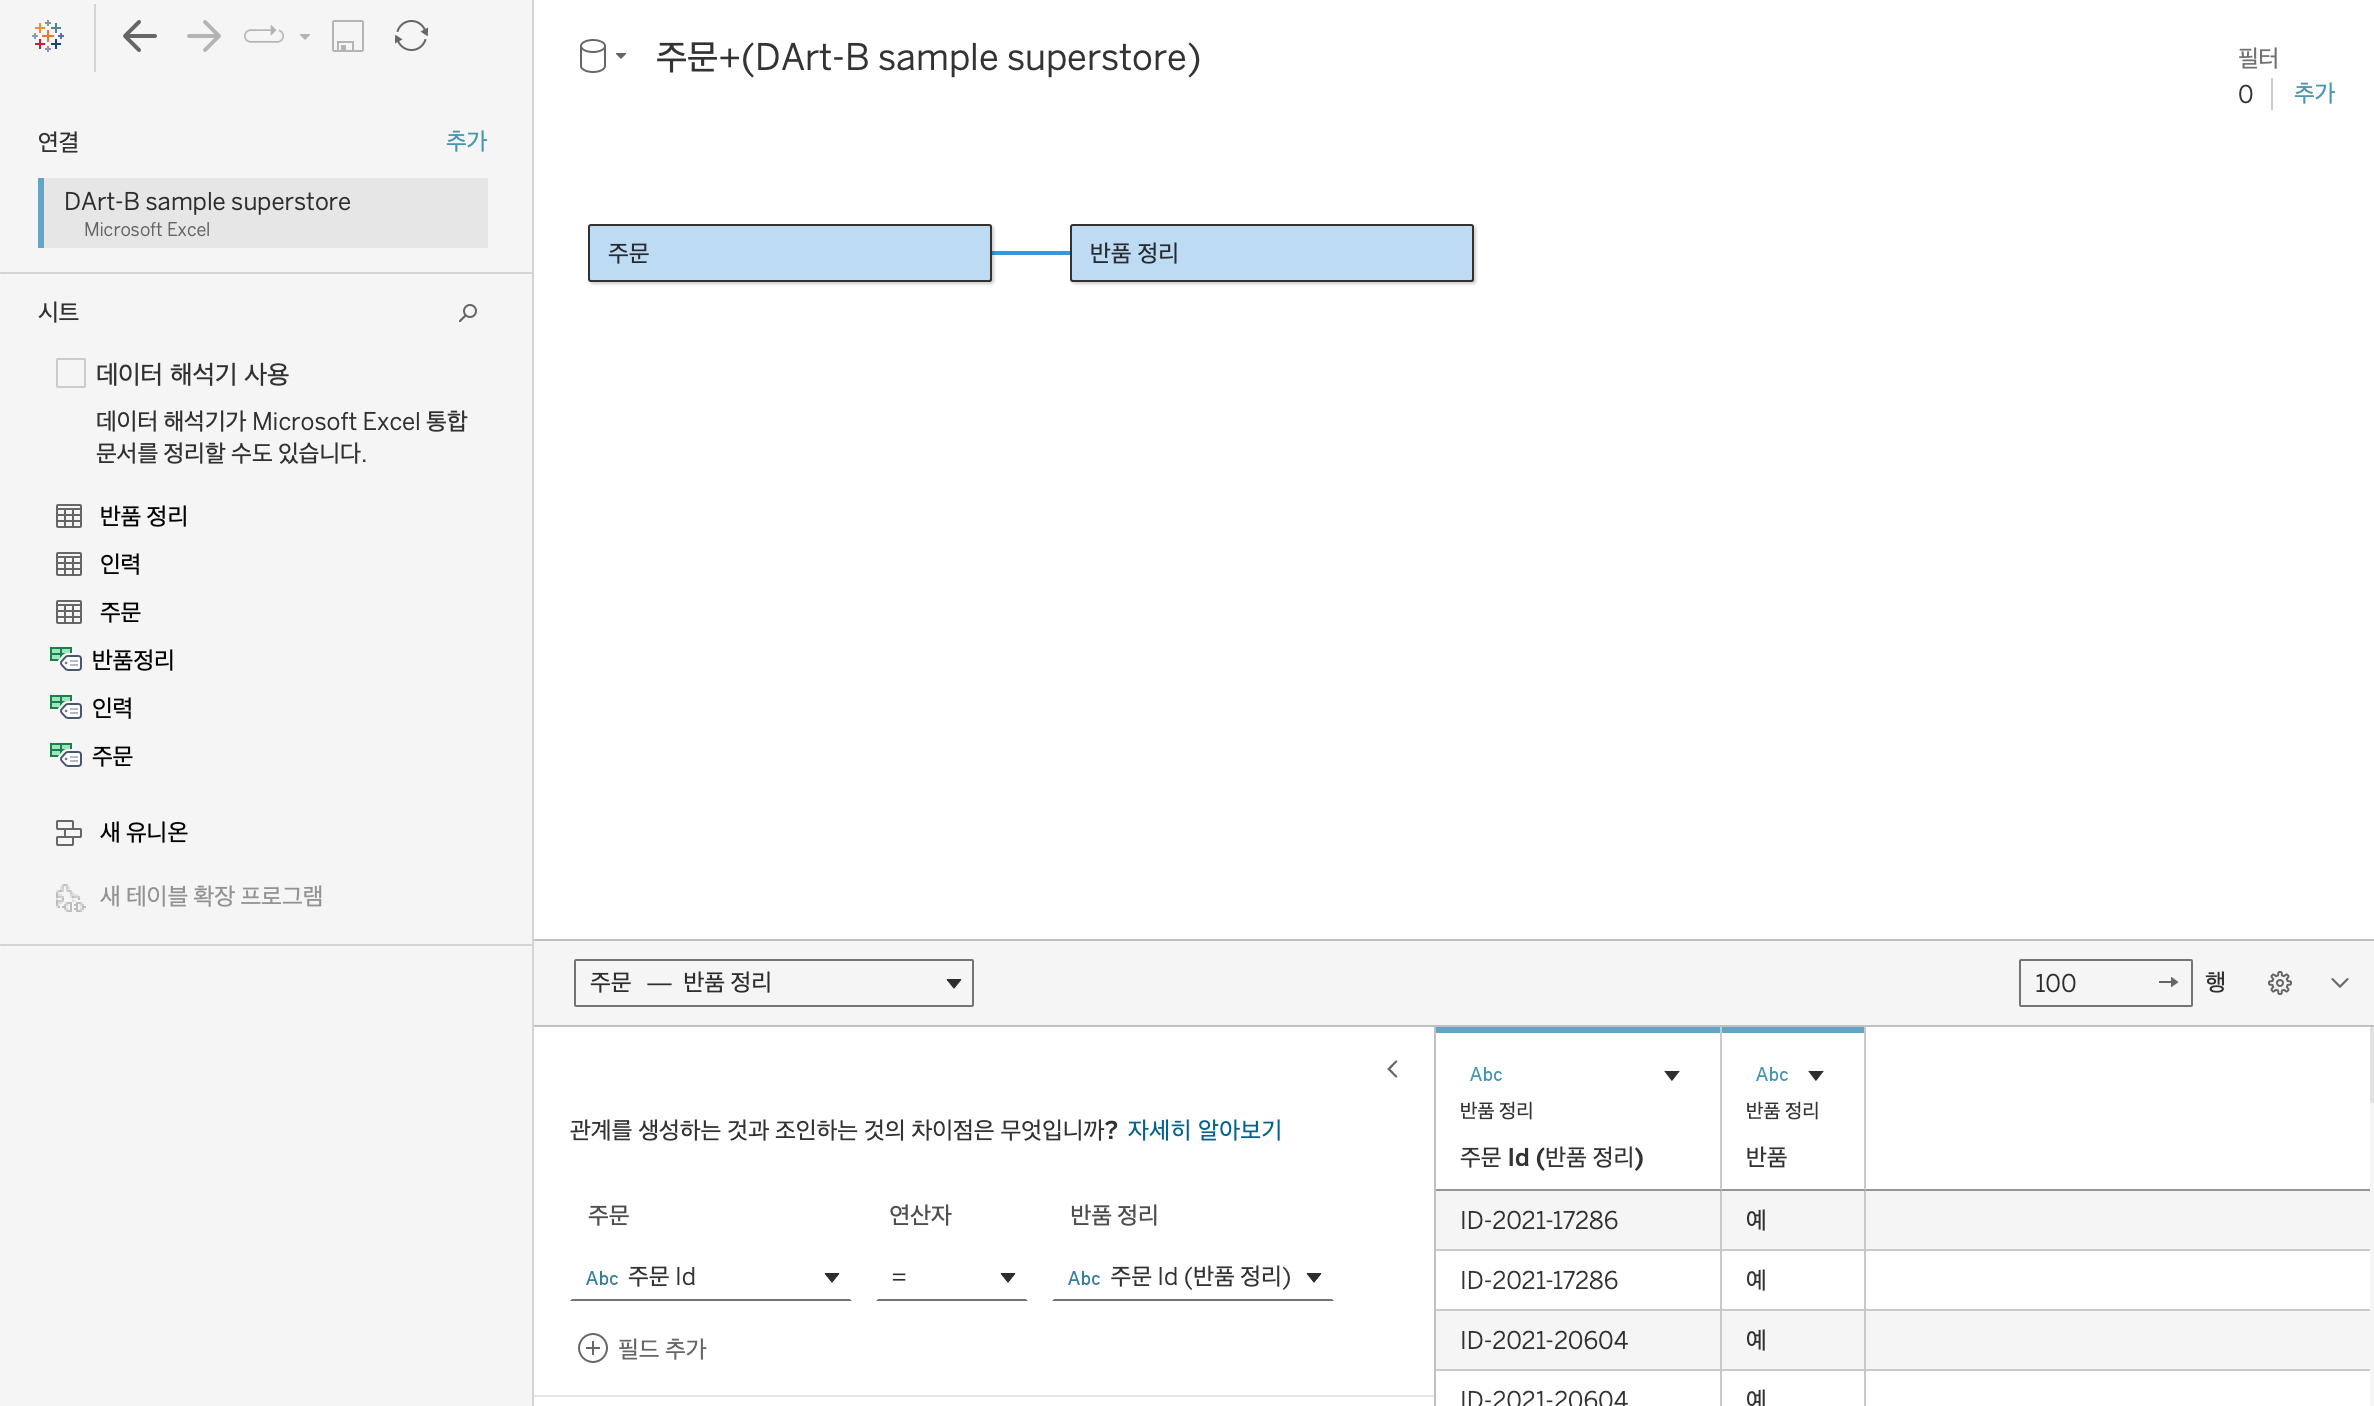 연결
추가
DArt-B sample superstore
Microsoft Excel
시트
데이터 해석기 사용
데이터 해석기가 Microsoft Excel 통합
문서를 정리할 수도 있습니다.
반품 정리
인력
주문
반품정리
인력
주문
새 유니온
새 테이블 확장 프로그램
주문+(DArt-B sample superstore)
필터
0 추가
주문
반품 정리
주문 — 반품 정리
100 → 행
관계를 생성하는 것과 조인하는 것의 차이점은 무엇입니까? 자세히 알아보기
주문 연산자 반품 정리
Abc 주문 Id = Abc 주문 Id (반품 정리)
필드 추가
Abc Abc
반품 정리 반품 정리
주문 Id (반품 정리) 반품
ID-2021-17286 예
ID-2021-17286 예
ID-2021-20604 예
ID-2021-20604 예